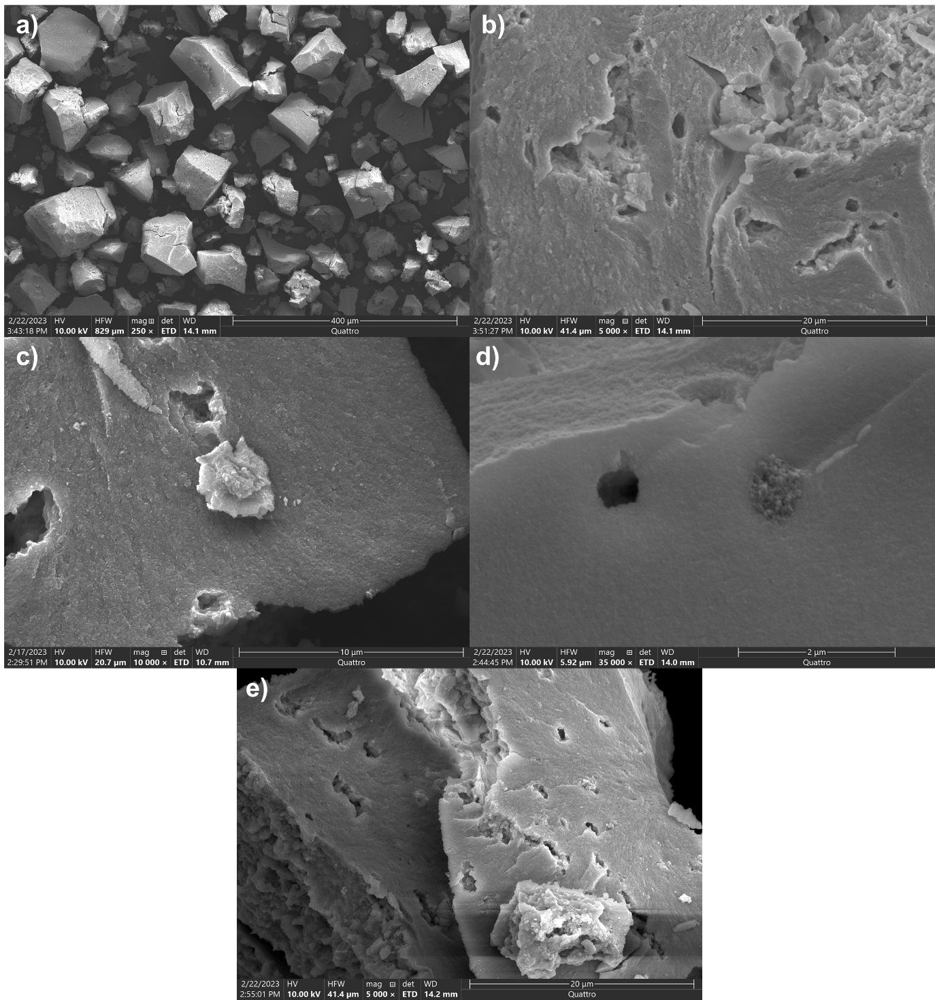 a)
2/22/2023 HV HFW mag det WD 400 µm
3:43:18 PM 10.00 kV 829 µm 250 × ETD 14.1 mm Quattro
b)
2/22/2023 HV HFW mag det WD 20 µm
3:51:27 PM 10.00 kV 41.4 µm 5 000 × ETD 14.1 mm Quattro
c)
2/17/2023 HV HFW mag det WD 10 µm
2:29:51 PM 10.00 kV 20.7 µm 10 000 × ETD 10.7 mm Quattro
d)
2/22/2023 HV HFW mag det WD 2 µm
2:44:45 PM 10.00 kV 5.92 µm 35 000 × ETD 14.0 mm Quattro
e)
2/22/2023 HV HFW mag det WD 20 µm
2:55:01 PM 10.00 kV 41.4 µm 5 000 × ETD 14.2 mm Quattro